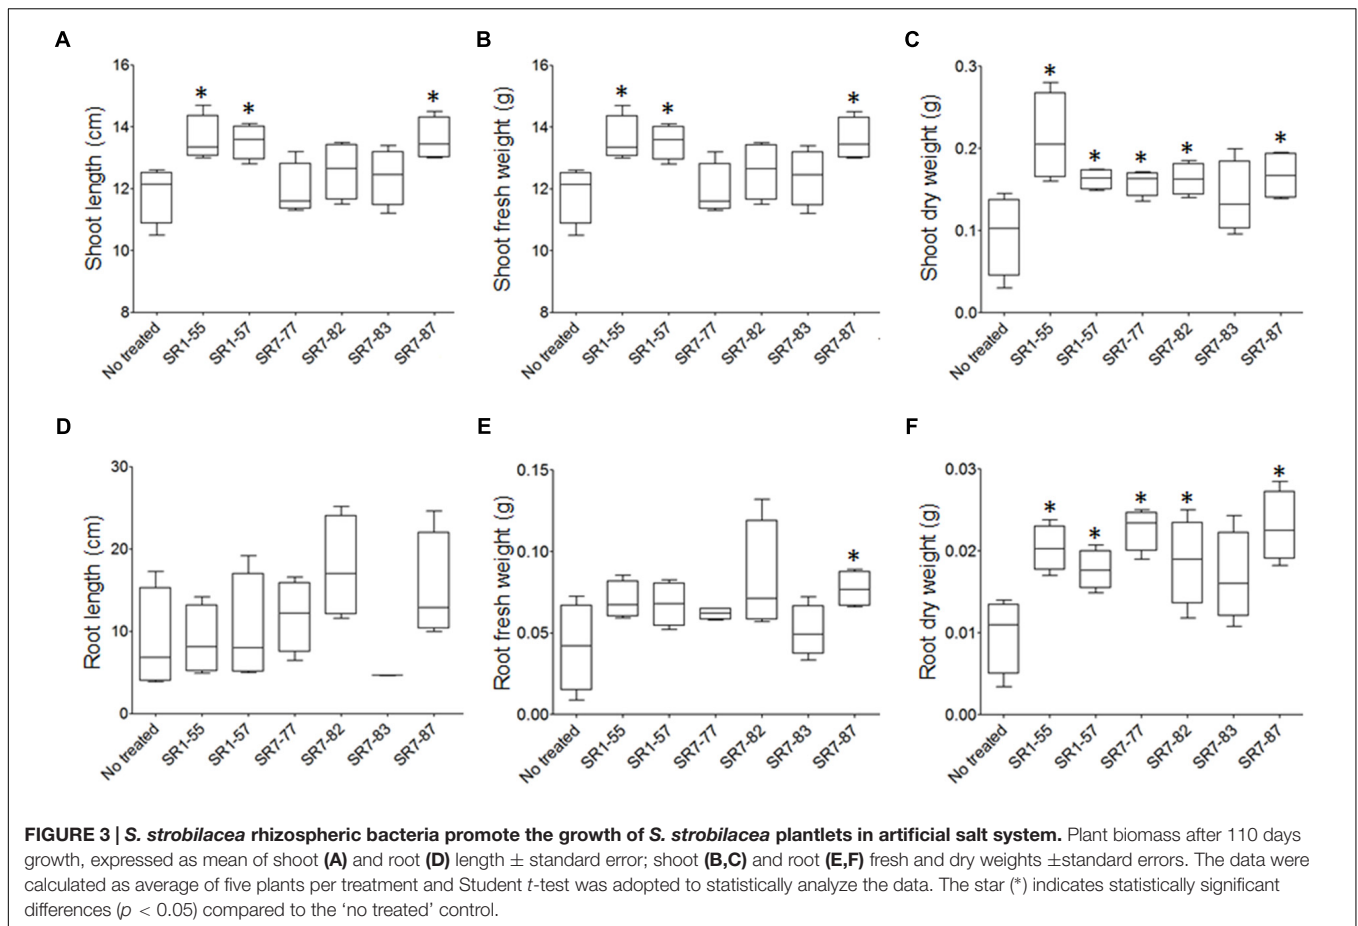 A
B
C
16
14
12
10
8
Shoot length (cm)
*
*
*
No treated
SR1-55
SR1-57
SR7-77
SR7-82
SR7-83
SR7-87
16
14
12
10
8
Shoot fresh weight (g)
*
*
*
No treated
SR1-55
SR1-57
SR7-77
SR7-82
SR7-83
SR7-87
0.3
0.2
0.1
0.0
Shoot dry weight (g)
*
*
*
*
*
No treated
SR1-55
SR1-57
SR7-77
SR7-82
SR7-83
SR7-87
D
E
F
30
20
10
0
Root length (cm)
No treated
SR1-55
SR1-57
SR7-77
SR7-82
SR7-83
SR7-87
0.15
0.10
0.05
0.00
Root fresh weight (g)
*
No treated
SR1-55
SR1-57
SR7-77
SR7-82
SR7-83
SR7-87
0.03
0.02
0.01
0.00
Root dry weight (g)
*
*
*
*
*
No treated
SR1-55
SR1-57
SR7-77
SR7-82
SR7-83
SR7-87
FIGURE 3 | S. strobilacea rhizospheric bacteria promote the growth of S. strobilacea plantlets in artificial salt system. Plant biomass after 110 days
growth, expressed as mean of shoot (A) and root (D) length ± standard error; shoot (B,C) and root (E,F) fresh and dry weights ±standard errors. The data were
calculated as average of five plants per treatment and Student t-test was adopted to statistically analyze the data. The star (*) indicates statistically significant
differences (p < 0.05) compared to the ‘no treated’ control.